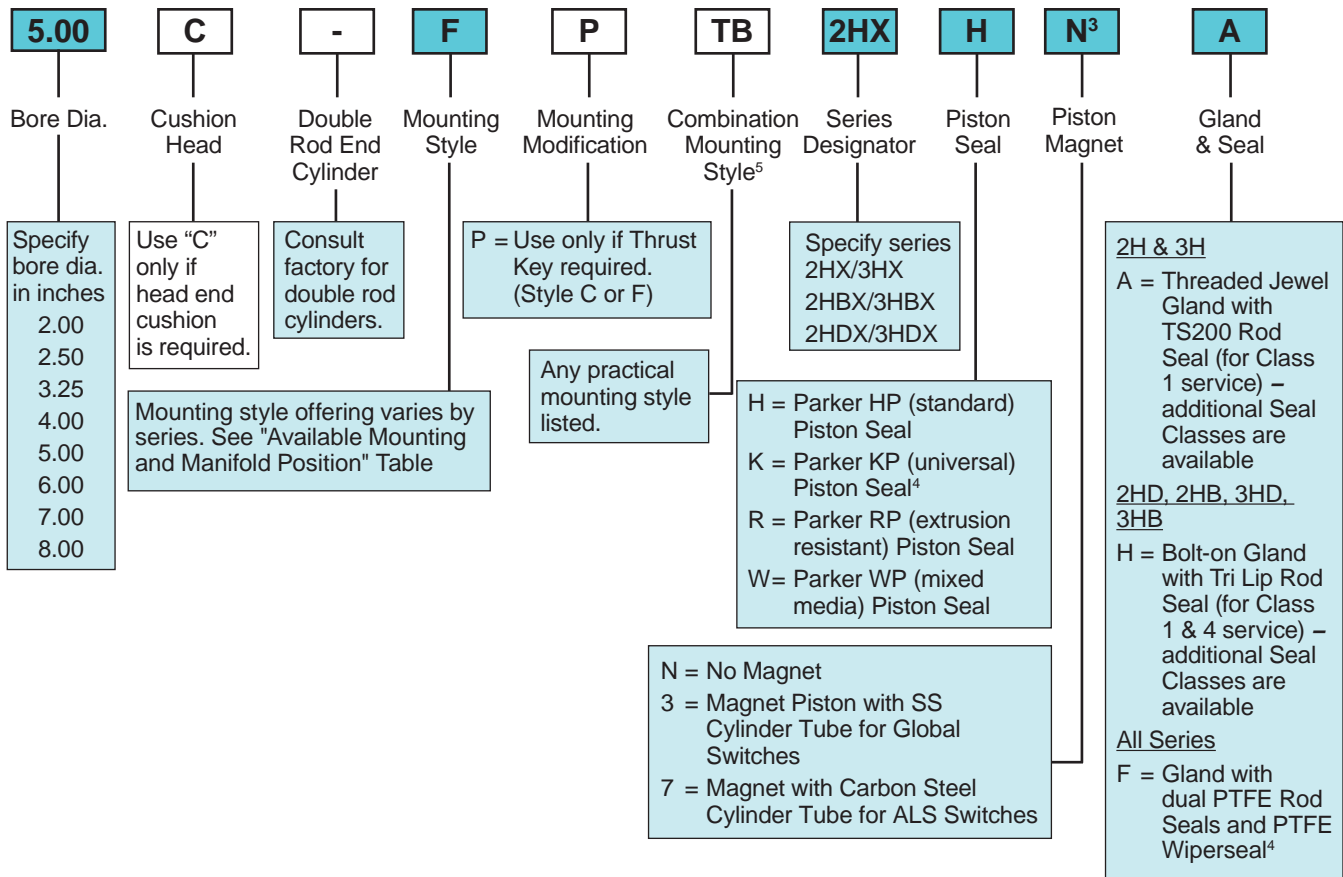 5.00 C - F P TB 2HX H N³ A
Bore Dia.
Cushion
Head
Double
Rod End
Cylinder
Mounting
Style
Mounting
Modification
Combination
Mounting
Style⁵
Series
Designator
Piston
Seal
Piston
Magnet
Gland
& Seal
Specify
bore dia.
in inches
2.00
2.50
3.25
4.00
5.00
6.00
7.00
8.00
Use “C”
only if
head end
cushion
is required.
Consult
factory for
double rod
cylinders.
Mounting style offering varies by
series. See "Available Mounting
and Manifold Position" Table
P = Use only if Thrust
Key required.
(Style C or F)
Any practical
mounting style
listed.
Specify series
2HX/3HX
2HBX/3HBX
2HDX/3HDX
H = Parker HP (standard)
Piston Seal
K = Parker KP (universal)
Piston Seal⁴
R = Parker RP (extrusion
resistant) Piston Seal
W= Parker WP (mixed
media) Piston Seal
N = No Magnet
3 = Magnet Piston with SS
Cylinder Tube for Global
Switches
7 = Magnet with Carbon Steel
Cylinder Tube for ALS Switches
2H & 3H
A = Threaded Jewel
Gland with
TS200 Rod
Seal (for Class
1 service) –
additional Seal
Classes are
available
2HD, 2HB, 3HD,
3HB
H = Bolt-on Gland
with Tri Lip Rod
Seal (for Class
1 & 4 service) –
additional Seal
Classes are
available
All Series
F = Gland with
dual PTFE Rod
Seals and PTFE
Wiperseal⁴